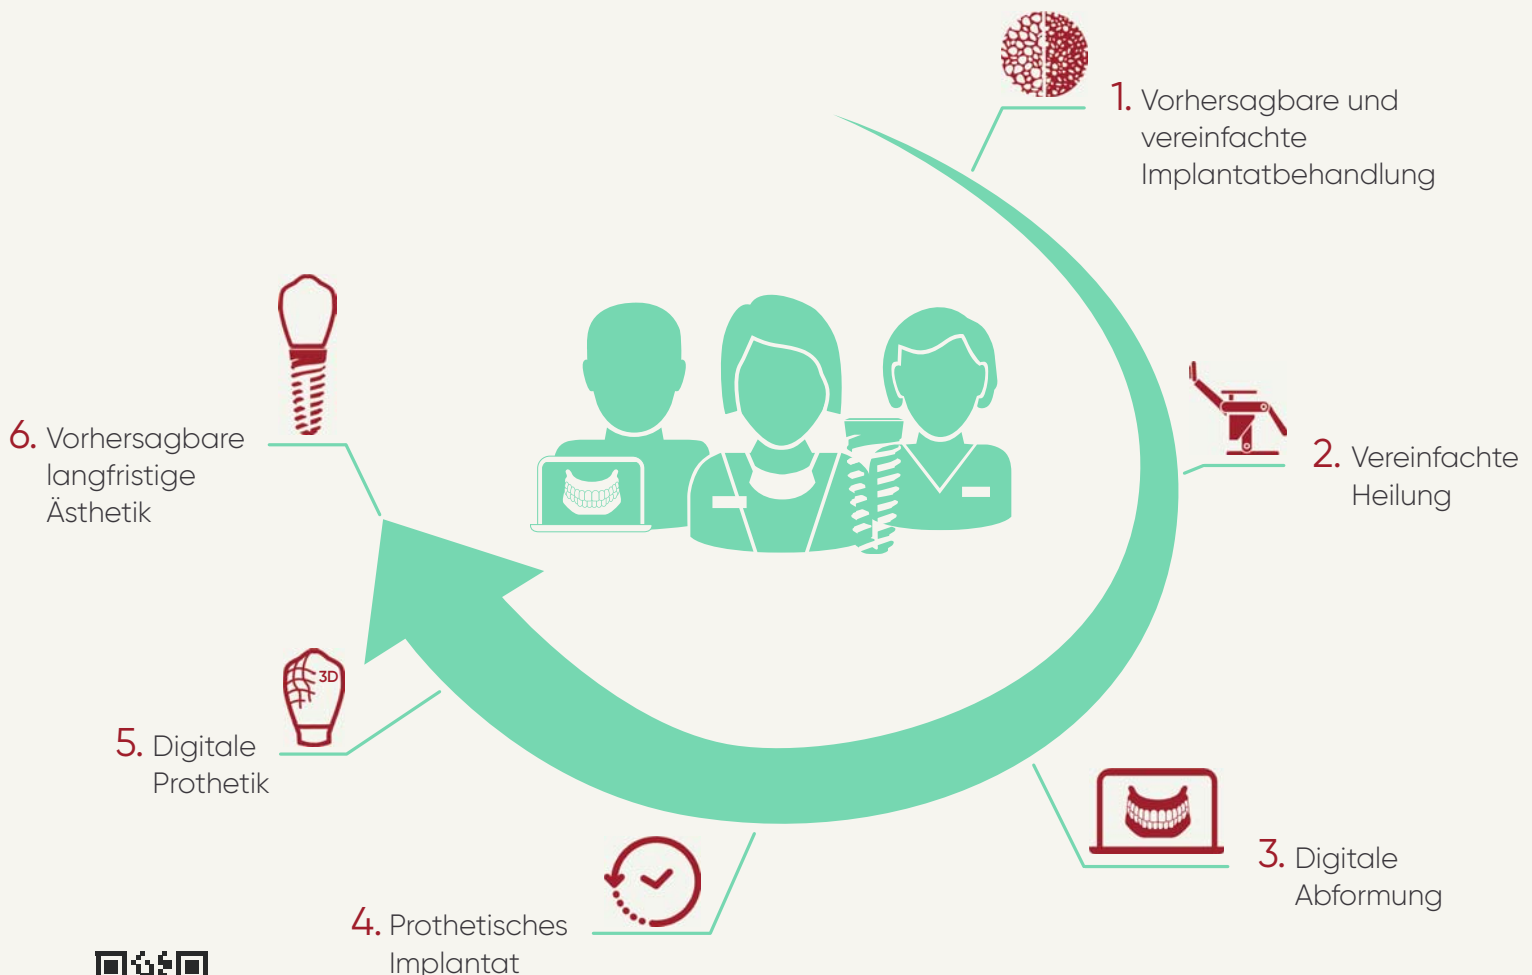 1. Vorhersagbare und
vereinfachte
Implantatbehandlung
2. Vereinfachte
Heilung
3. Digitale
Abformung
4. Prothetisches
Implantat
5. Digitale
Prothetik
3D
6. Vorhersagbare
langfristige
Ästhetik